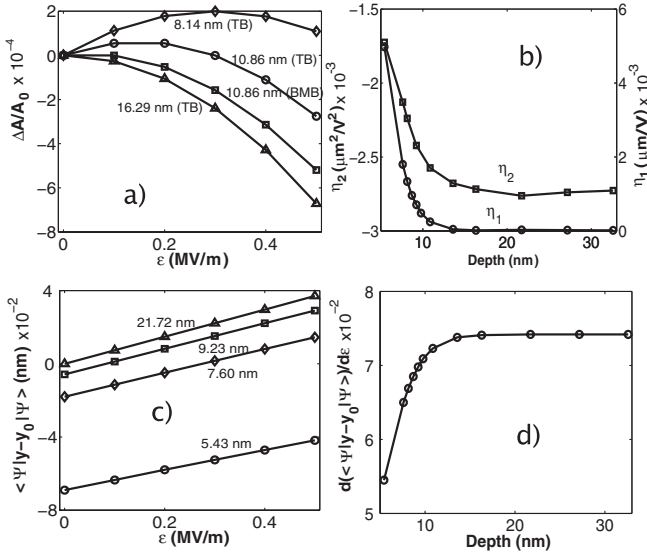 2
0
−2
−4
−6
−8
0
0.2
0.4
ΔA/A₀ x 10⁻⁴
ε (MV/m)
8.14 nm (TB)
10.86 nm (TB)
10.86 nm (BMB)
16.29 nm (TB)
a)
−1.5
−2
−2.5
−3
6
4
2
0
10
20
30
η₂ (μm²/V²) x 10⁻³
η₁ (μm/V) x 10⁻³
Depth (nm)
b)
η₂
η₁
4
0
−4
−8
0
0.2
0.4
< Ψ|y−y₀|Ψ > (nm) x10⁻²
ε (MV/m)
21.72 nm
9.23 nm
7.60 nm
5.43 nm
c)
8
7
6
5
10
20
30
d(<Ψ|y−y₀|Ψ>)/dε x10⁻²
Depth (nm)
d)